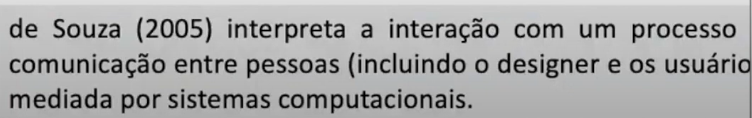 de Souza (2005) interpreta a interação com um processo
comunicação entre pessoas (incluindo o designer e os usuário
mediada por sistemas computacionais.